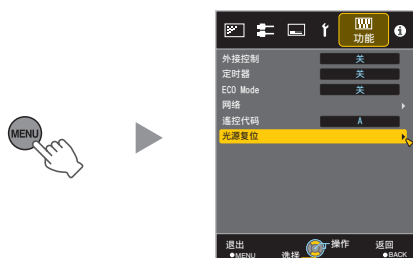 MENU
功能
外接控制 关
定时器 关
ECO Mode 关
网络
遥控代码 A
光源复位
退出 操作 返回
MENU 选择 BACK